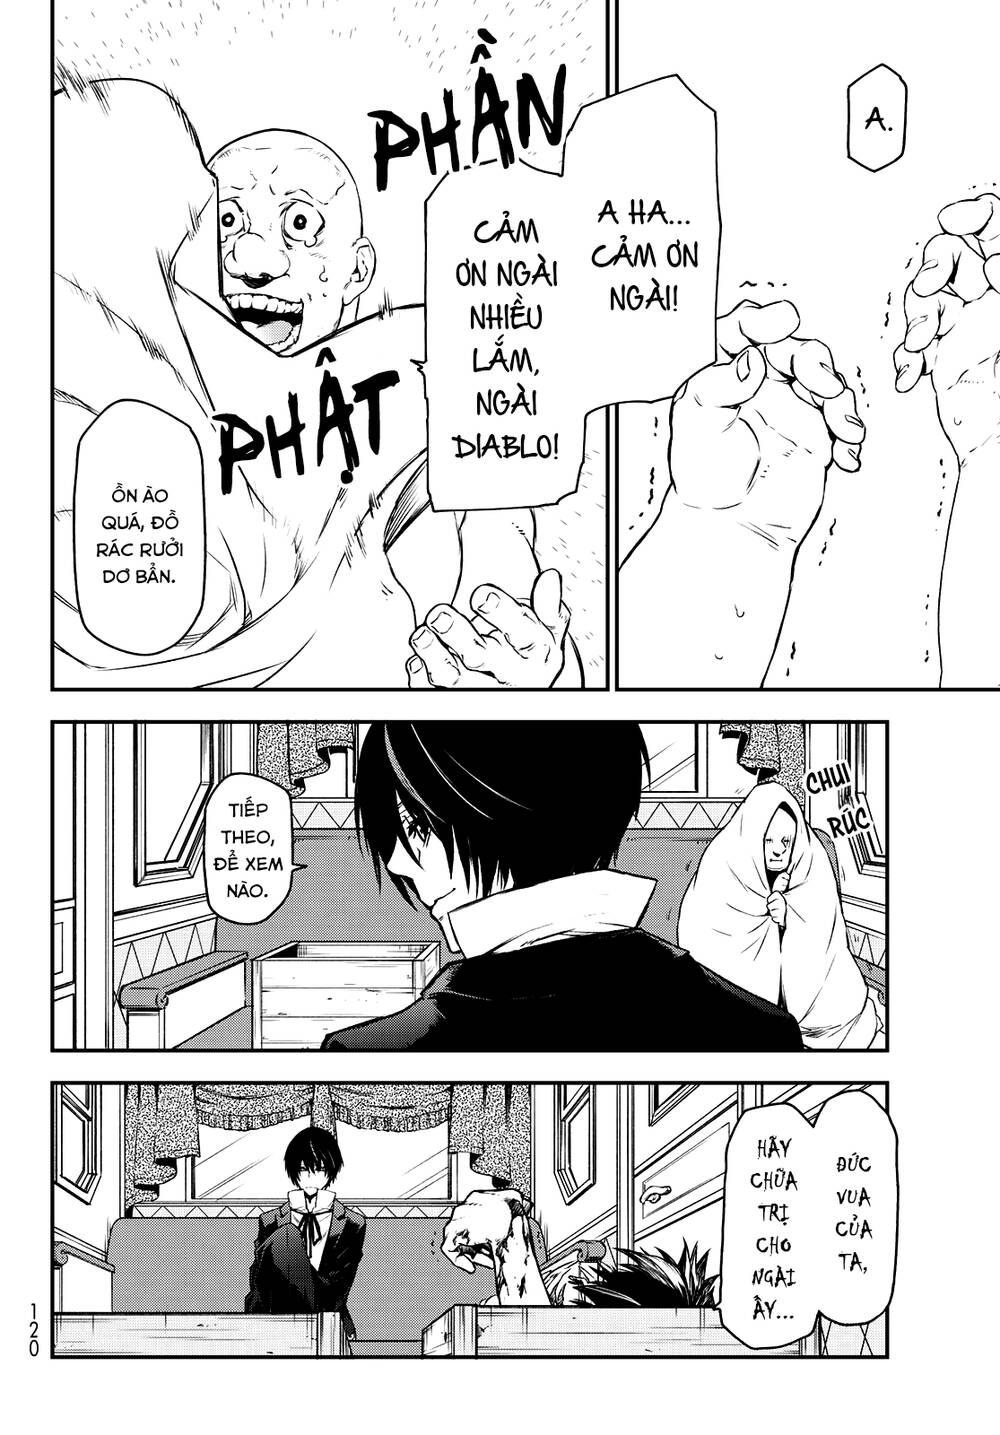 A.
A HA...
CẢM ƠN
NGÀI!
CẢM
ƠN NGÀI
NHIỀU
LẮM,
NGÀI
DIABLO!
PHẦN
PHẬT
ỒN ÀO
QUÁ, ĐỒ
RÁC RƯỞI
DƠ BẨN.
CHUI
RÚC
TIẾP
THEO,
ĐỂ XEM
NÀO.
ĐỨC
VUA
CỦA
TA,
HÃY
CHỮA
TRỊ
CHO
NGÀI
ẤY...
120